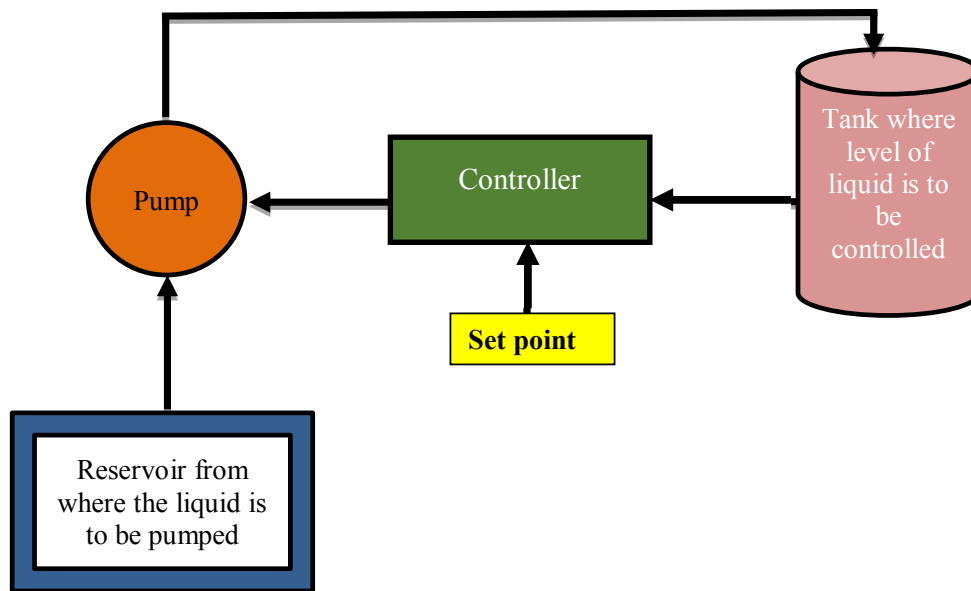 Tank where
level of
liquid is to
be
controlled
Controller
Pump
Set point
Reservoir from
where the liquid is
to be pumped